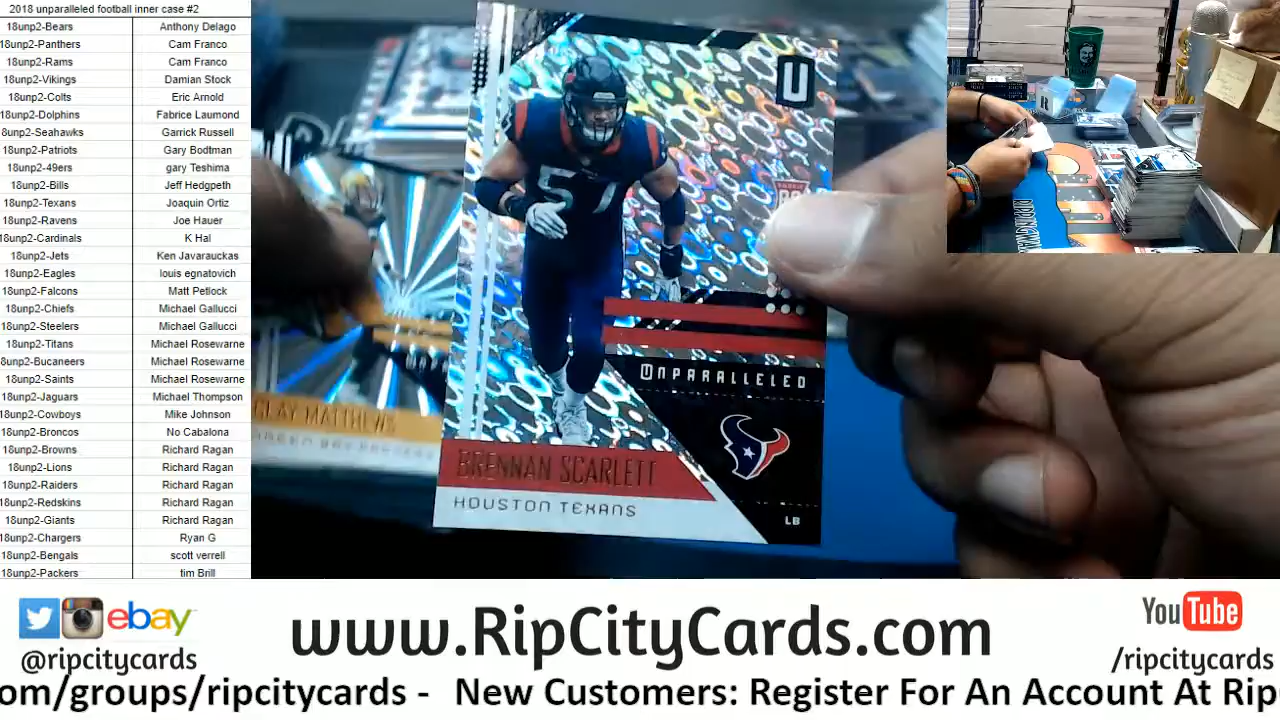 2018 unparalleled football inner case #2
18unp2-Bears Anthony Delago
18unp2-Panthers Cam Franco
18unp2-Rams Cam Franco
18unp2-Vikings Damian Stock
18unp2-Colts Eric Arnold
18unp2-Dolphins Fabrice Laumond
8unp2-Seahawks Garrick Russell
18unp2-Patriots Gary Bodtman
18unp2-49ers gary Teshima
18unp2-Bills Jeff Hedgpeth
18unp2-Texans Joaquin Ortiz
18unp2-Ravens Joe Hauer
8unp2-Cardinals K Hal
18unp2-Jets Ken Javarauckas
18unp2-Eagles louis egnatovich
18unp2-Falcons Matt Petlock
18unp2-Chiefs Michael Gallucci
18unp2-Steelers Michael Gallucci
18unp2-Titans Michael Rosewarne
8unp2-Bucaneers Michael Rosewarne
18unp2-Saints Michael Rosewarne
18unp2-Jaguars Michael Thompson
18unp2-Cowboys Mike Johnson
18unp2-Broncos No Cabalona
18unp2-Browns Richard Ragan
18unp2-Lions Richard Ragan
18unp2-Raiders Richard Ragan
18unp2-Redskins Richard Ragan
18unp2-Giants Richard Ragan
18unp2-Chargers Ryan G
18unp2-Bengals scott verrell
18unp2-Packers tim Brill
U
57
UNPARALLELED
BRENNAN SCARLETT
HOUSTON TEXANS
LB
CLAY MATTHEWS
GREEN BAY PACKERS
ebay
@ripcitycards
www.RipCityCards.com
YouTube
/ripcitycards
om/groups/ripcitycards - New Customers: Register For An Account At Rip